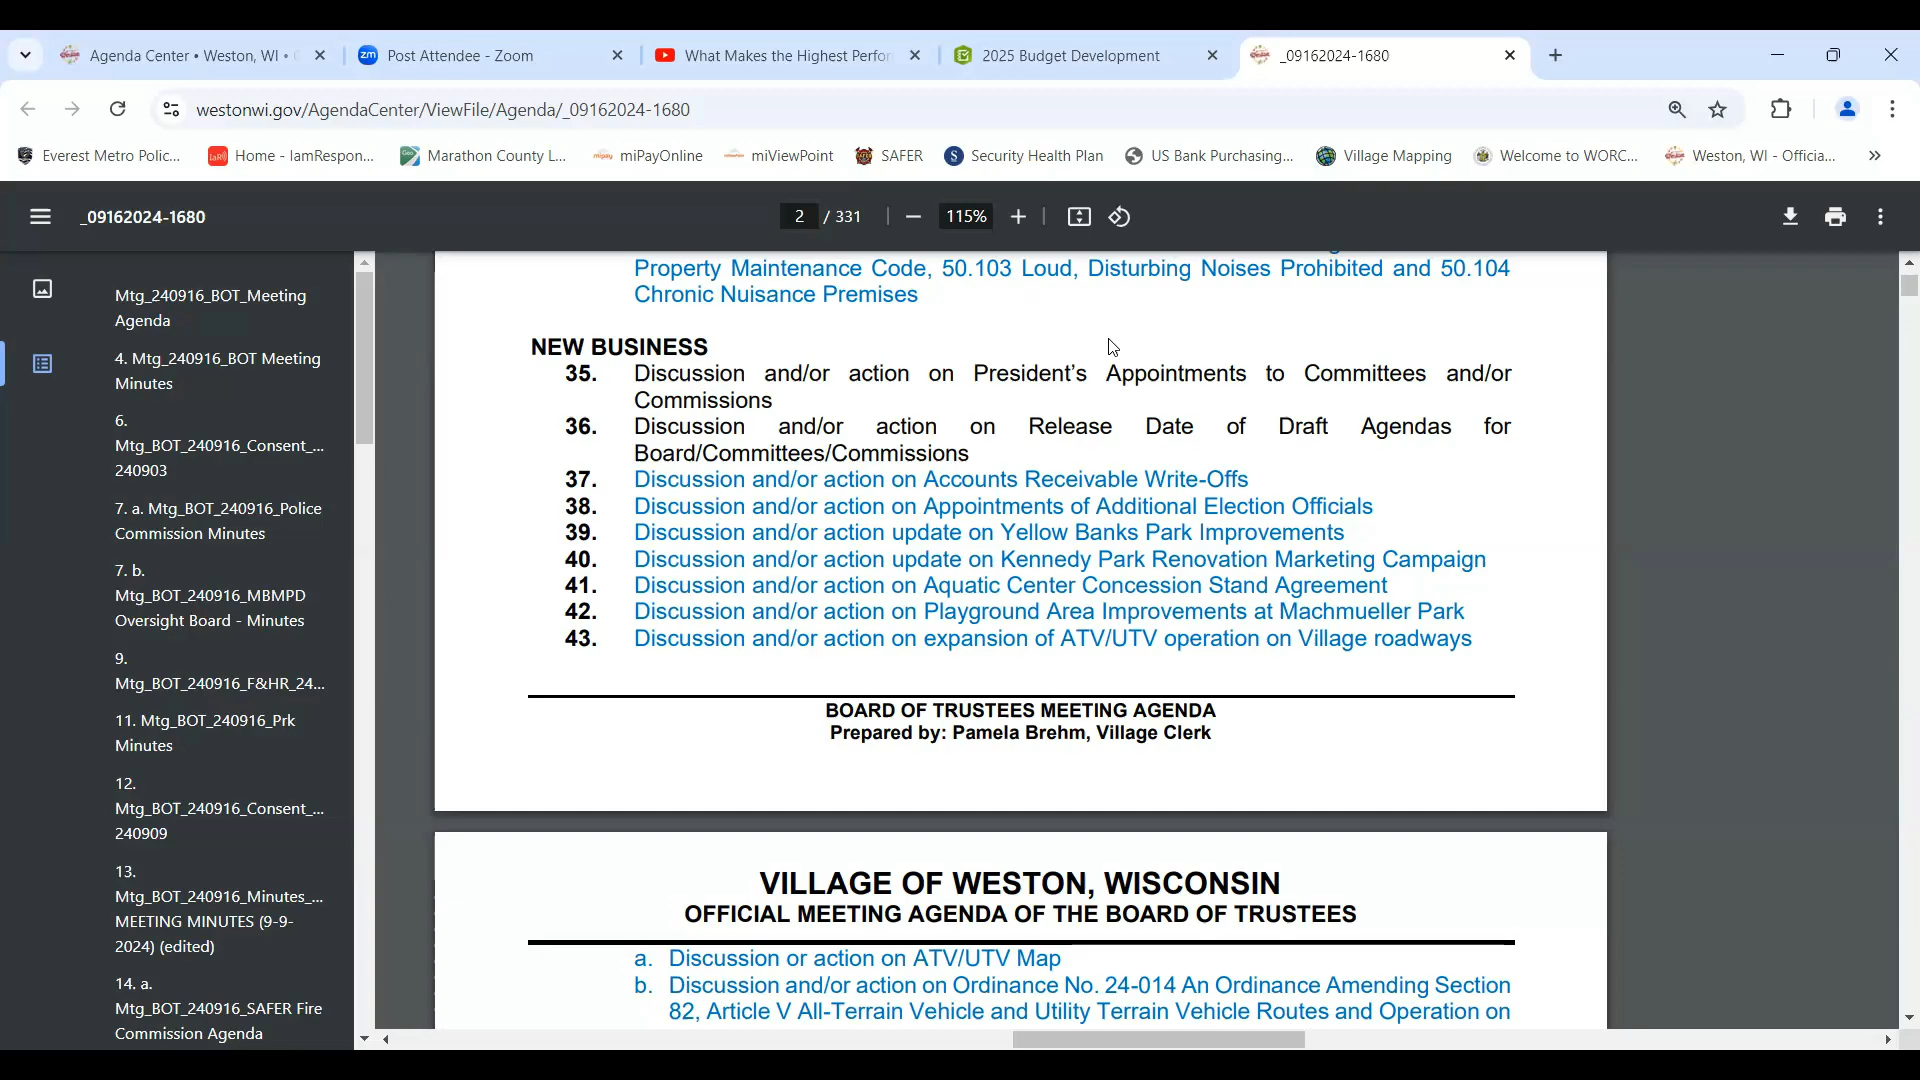 Agenda Center • Weston, WI •
Post Attendee - Zoom
What Makes the Highest Perfor
2025 Budget Development
_09162024-1680
westonwi.gov/AgendaCenter/ViewFile/Agenda/_09162024-1680
Everest Metro Polic...
Home - IamRespon...
Marathon County L...
miPayOnline
miViewPoint
SAFER
Security Health Plan
US Bank Purchasing...
Village Mapping
Welcome to WORC...
Weston, WI - Officia...
_09162024-1680
2 / 331
115%
Mtg_240916_BOT_Meeting
Agenda
4. Mtg_240916_BOT Meeting
Minutes
6.
Mtg_BOT_240916_Consent_...
240903
7. a. Mtg_BOT_240916_Police
Commission Minutes
7. b.
Mtg_BOT_240916_MBMPD
Oversight Board - Minutes
9.
Mtg_BOT_240916_F&HR_24...
11. Mtg_BOT_240916_Prk
Minutes
12.
Mtg_BOT_240916_Consent_...
240909
13.
Mtg_BOT_240916_Minutes_...
MEETING MINUTES (9-9-
2024) (edited)
14. a.
Mtg_BOT_240916_SAFER Fire
Commission Agenda
Property Maintenance Code, 50.103 Loud, Disturbing Noises Prohibited and 50.104
Chronic Nuisance Premises
NEW BUSINESS
35. Discussion and/or action on President's Appointments to Committees and/or
Commissions
36. Discussion and/or action on Release Date of Draft Agendas for
Board/Committees/Commissions
37. Discussion and/or action on Accounts Receivable Write-Offs
38. Discussion and/or action on Appointments of Additional Election Officials
39. Discussion and/or action update on Yellow Banks Park Improvements
40. Discussion and/or action update on Kennedy Park Renovation Marketing Campaign
41. Discussion and/or action on Aquatic Center Concession Stand Agreement
42. Discussion and/or action on Playground Area Improvements at Machmueller Park
43. Discussion and/or action on expansion of ATV/UTV operation on Village roadways
BOARD OF TRUSTEES MEETING AGENDA
Prepared by: Pamela Brehm, Village Clerk
VILLAGE OF WESTON, WISCONSIN
OFFICIAL MEETING AGENDA OF THE BOARD OF TRUSTEES
a. Discussion or action on ATV/UTV Map
b. Discussion and/or action on Ordinance No. 24-014 An Ordinance Amending Section
82, Article V All-Terrain Vehicle and Utility Terrain Vehicle Routes and Operation on